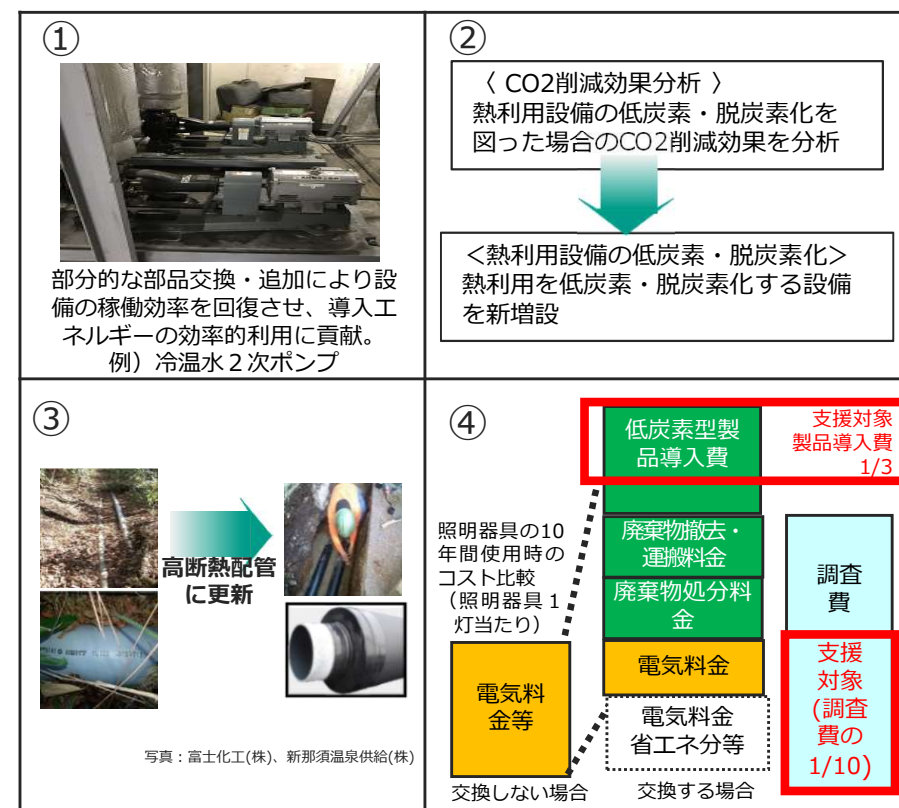 ①
部分的な部品交換・追加により設
備の稼働効率を回復させ、導入エ
ネルギーの効率的利用に貢献。
例）冷温水２次ポンプ
②
〈 CO2削減効果分析 〉
熱利用設備の低炭素・脱炭素化を
図った場合のCO2削減効果を分析
＜熱利用設備の低炭素・脱炭素化＞
熱利用を低炭素・脱炭素化する設備
を新増設
③
高断熱配管
に更新
写真：富士化工(株)、新那須温泉供給(株)
④
低炭素型製
品導入費
支援対象
製品導入費
1/3
照明器具の10
年間使用時の
コスト比較
（照明器具１
灯当たり）
廃棄物撤去・
運搬料金
廃棄物処分料
金
調査
費
電気料
金等
電気料金
電気料金
省エネ分等
支援
対象
(調査
費の
1/10)
交換しない場合
交換する場合